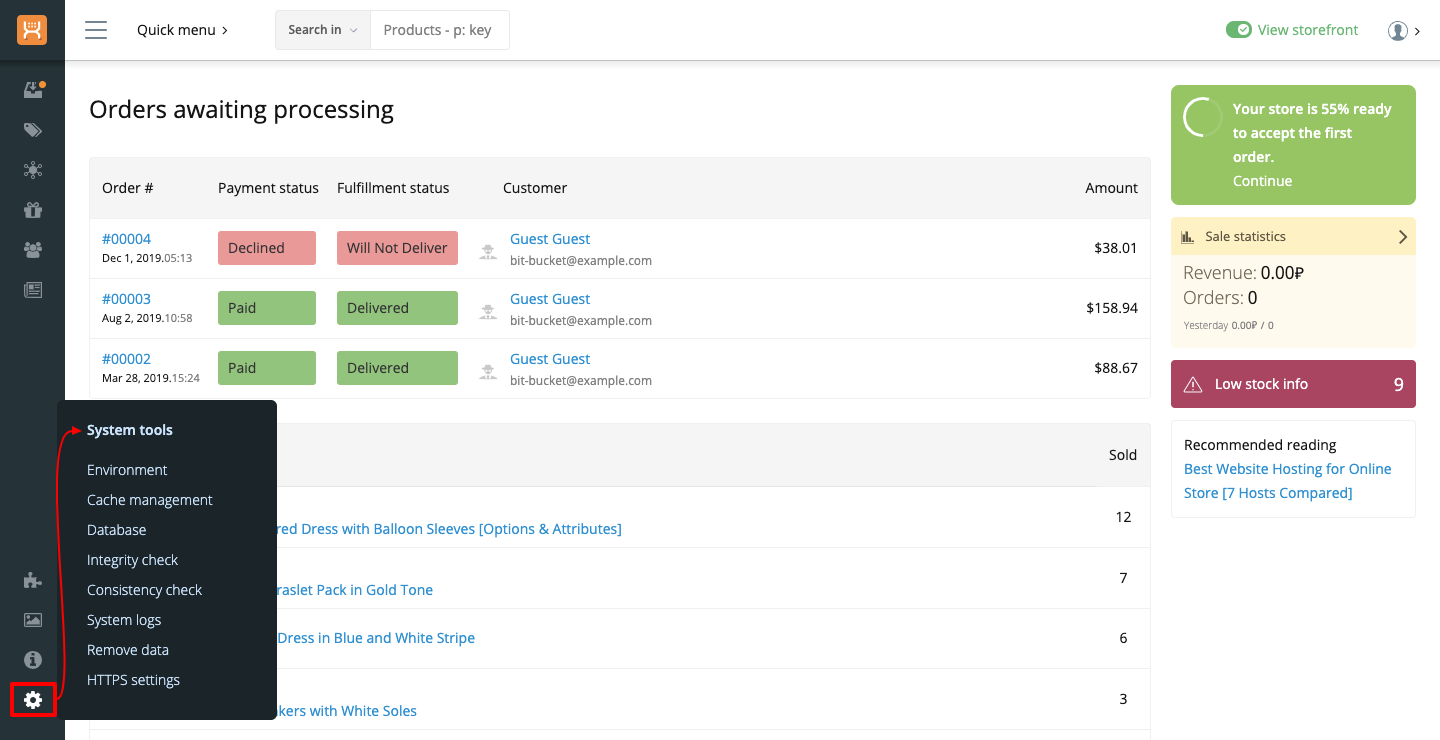 Quick menu
Search in
Products - p: key
View storefront
Orders awaiting processing
Order # Payment status Fulfillment status Customer Amount
#00004
Dec 1, 2019.05:13
Declined
Will Not Deliver
Guest Guest
bit-bucket@example.com
$38.01
#00003
Aug 2, 2019.10:58
Paid
Delivered
Guest Guest
bit-bucket@example.com
$158.94
#00002
Mar 28, 2019.15:24
Paid
Delivered
Guest Guest
bit-bucket@example.com
$88.67
Sold
red Dress with Balloon Sleeves [Options & Attributes]
12
raslet Pack in Gold Tone
7
Dress in Blue and White Stripe
6
kers with White Soles
3
System tools
Environment
Cache management
Database
Integrity check
Consistency check
System logs
Remove data
HTTPS settings
Your store is 55% ready
to accept the first
order.
Continue
Sale statistics
Revenue: 0.00₽
Orders: 0
Yesterday 0.00₽ / 0
Low stock info 9
Recommended reading
Best Website Hosting for Online
Store [7 Hosts Compared]